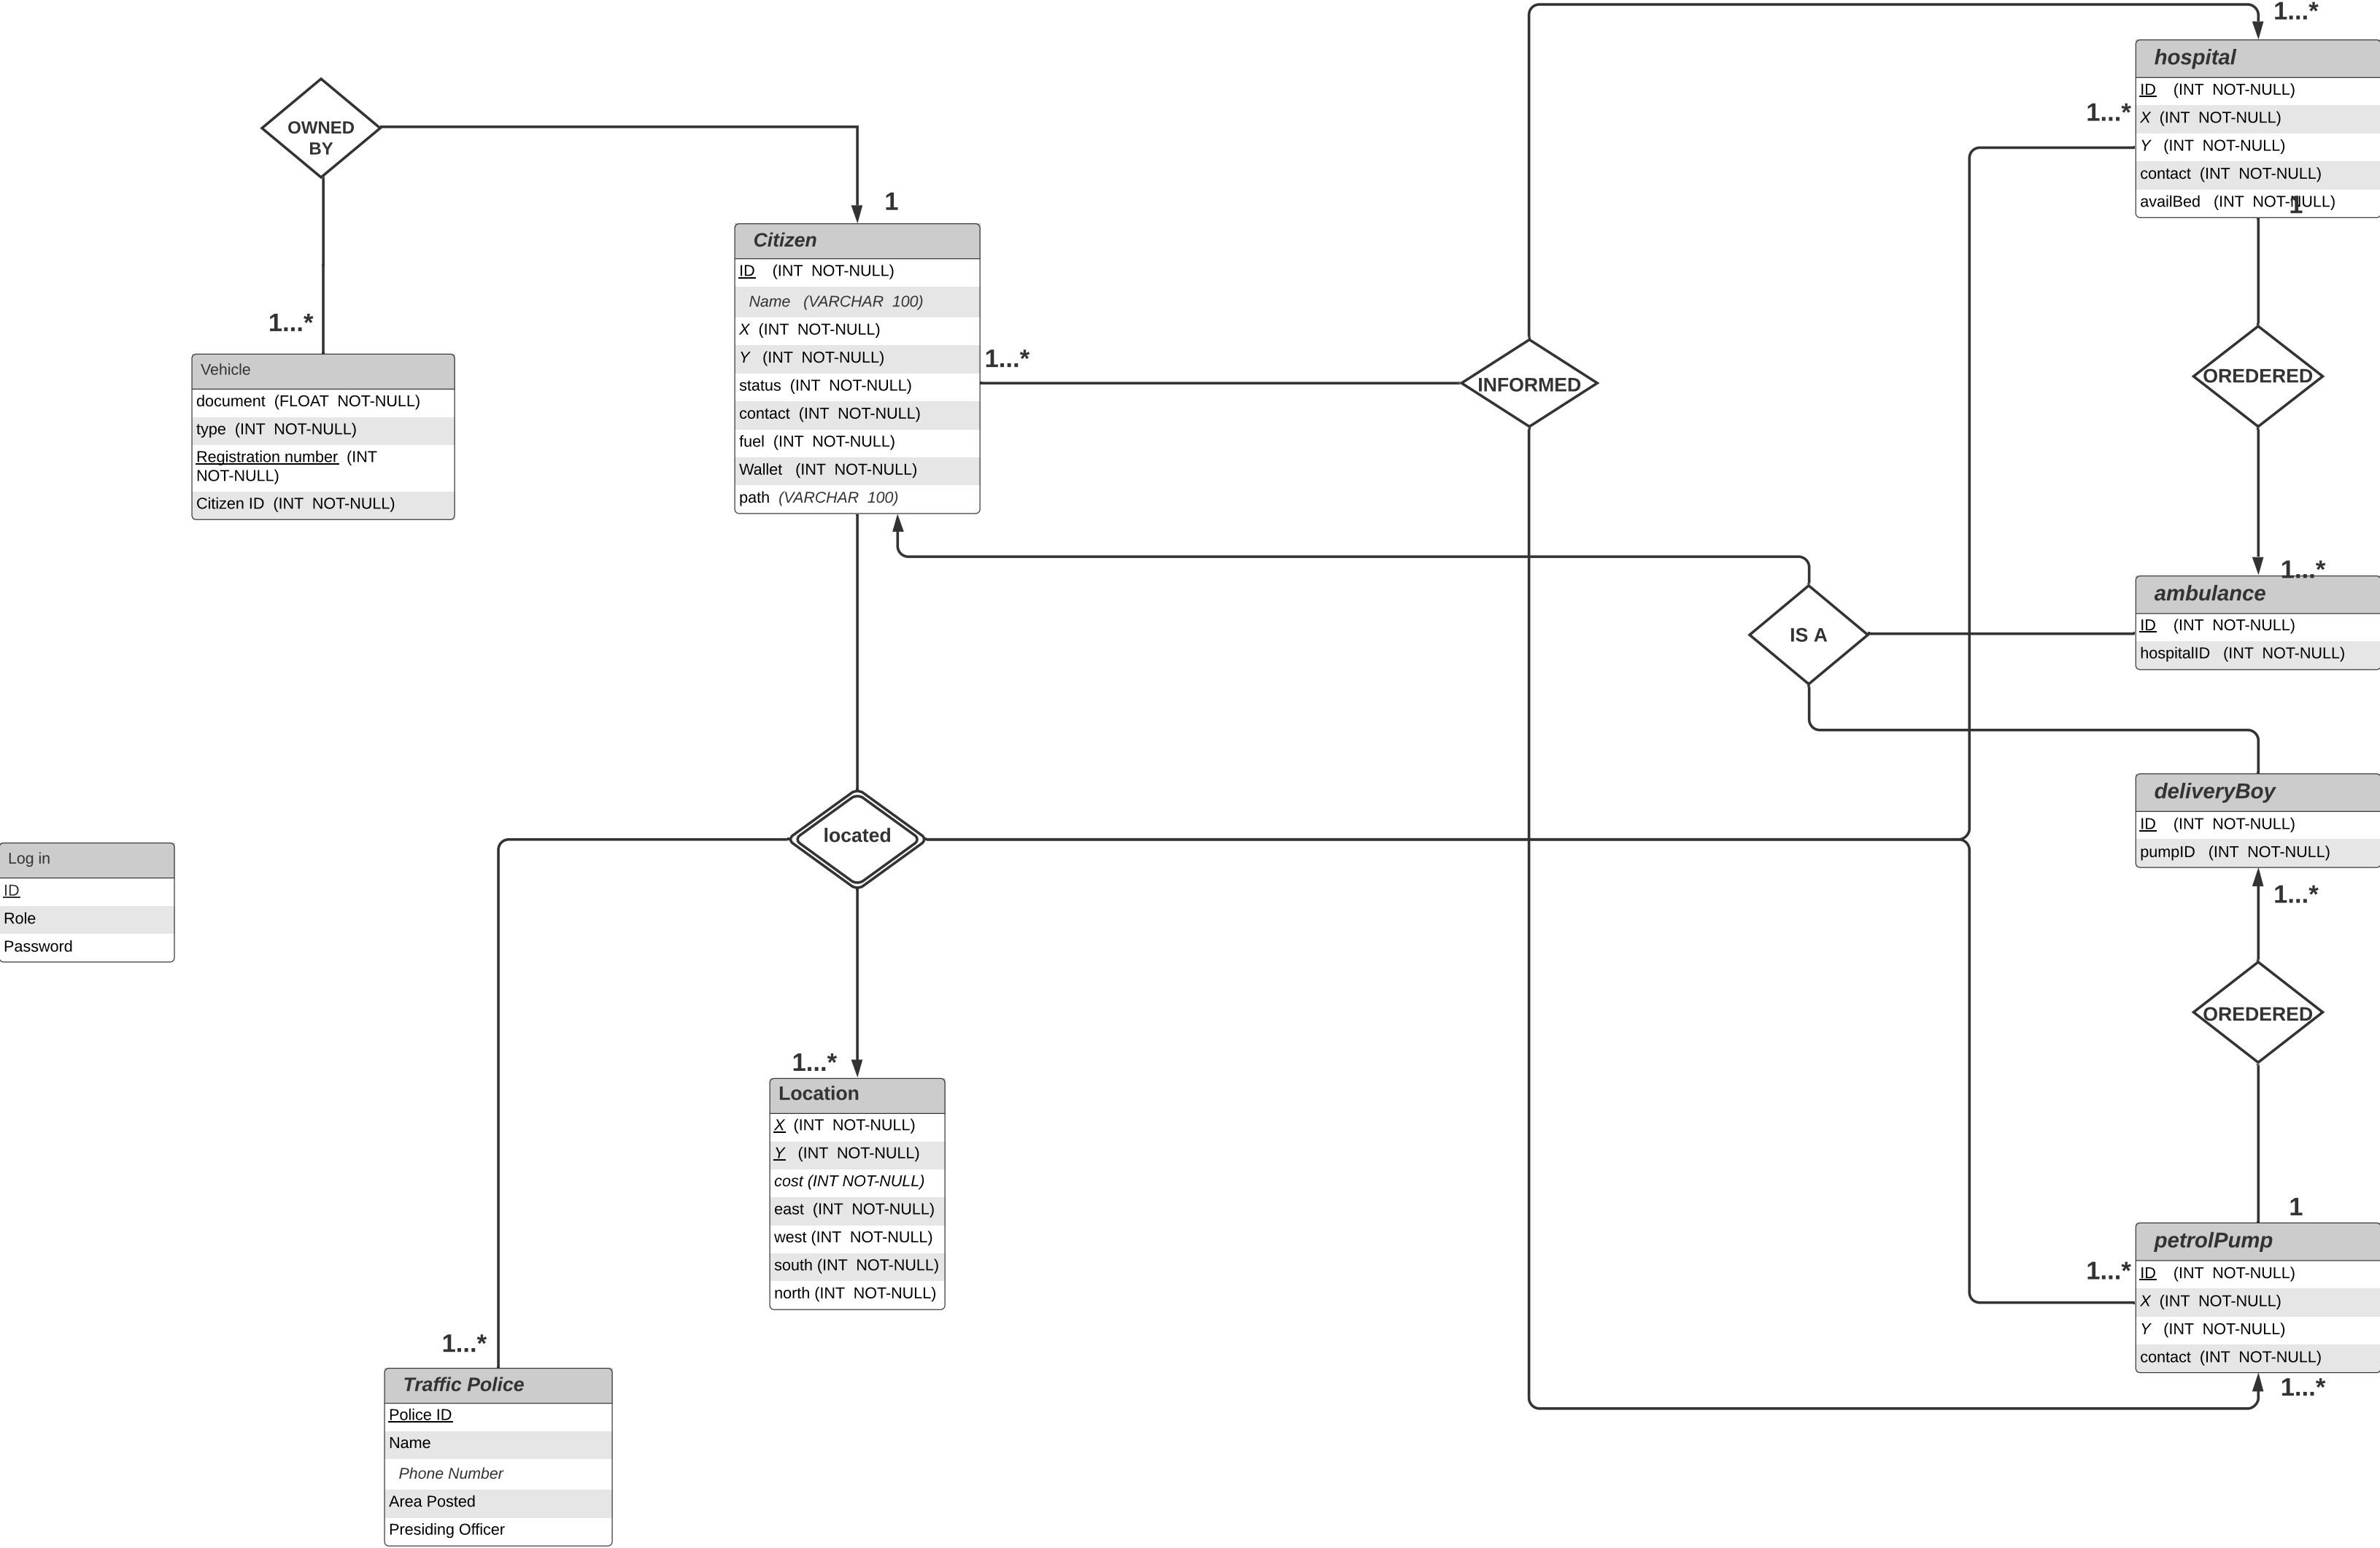 1...*
hospital
ID (INT NOT-NULL)
X (INT NOT-NULL)
Y (INT NOT-NULL)
contact (INT NOT-NULL)
availBed (INT NOT-NULL)
1...*
1
OWNED
BY
1
1...*
Citizen
ID (INT NOT-NULL)
Name (VARCHAR 100)
X (INT NOT-NULL)
Y (INT NOT-NULL)
status (INT NOT-NULL)
contact (INT NOT-NULL)
fuel (INT NOT-NULL)
Wallet (INT NOT-NULL)
path (VARCHAR 100)
1...*
Vehicle
document (FLOAT NOT-NULL)
type (INT NOT-NULL)
Registration number (INT
NOT-NULL)
Citizen ID (INT NOT-NULL)
INFORMED
OREDERED
1...*
ambulance
ID (INT NOT-NULL)
hospitalID (INT NOT-NULL)
IS A
deliveryBoy
ID (INT NOT-NULL)
pumpID (INT NOT-NULL)
1...*
located
Log in
ID
Role
Password
OREDERED
1...*
Location
X (INT NOT-NULL)
Y (INT NOT-NULL)
cost (INT NOT-NULL)
east (INT NOT-NULL)
west (INT NOT-NULL)
south (INT NOT-NULL)
north (INT NOT-NULL)
1
1...*
petrolPump
ID (INT NOT-NULL)
X (INT NOT-NULL)
Y (INT NOT-NULL)
contact (INT NOT-NULL)
1...*
1...*
Traffic Police
Police ID
Name
Phone Number
Area Posted
Presiding Officer